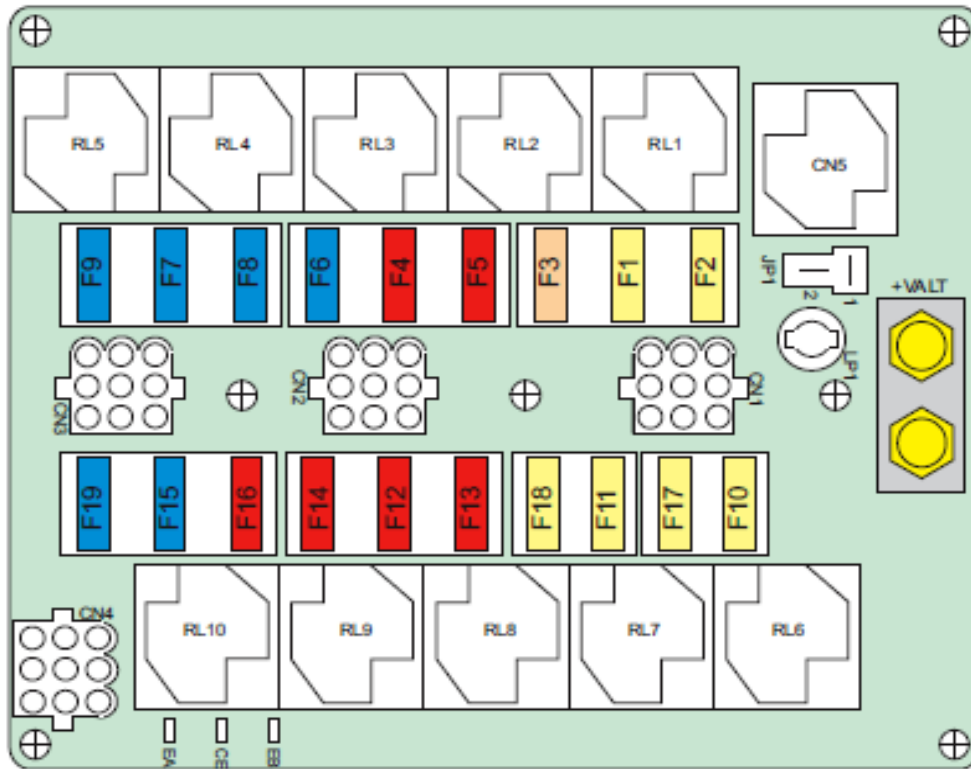 RL5 RL4 RL3 RL2 RL1
CN5
F9 F7 F8 F6 F4 F5 F3 F1 F2
JP1
2 1
+VALT
LP1
CN3 CN2 CN1
F19 F15 F16 F14 F12 F13 F18 F11 F17 F10
CN4
RL10 RL9 RL8 RL7 RL6
EA CE EB